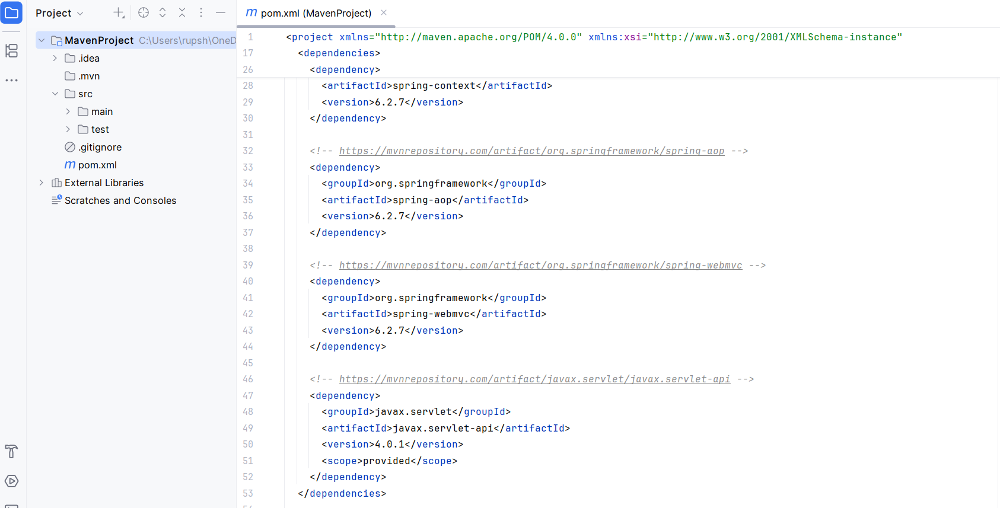 Project
MavenProject C:\Users\rupsh\OneD
.idea
.mvn
src
main
test
.gitignore
m pom.xml
External Libraries
Scratches and Consoles
m pom.xml (MavenProject)
1 <project xmlns="http://maven.apache.org/POM/4.0.0" xmlns:xsi="http://www.w3.org/2001/XMLSchema-instance"
17 <dependencies>
26 <dependency>
28 <artifactId>spring-context</artifactId>
29 <version>6.2.7</version>
30 </dependency>
31
32 <!-- https://mvnrepository.com/artifact/org.springframework/spring-aop -->
33 <dependency>
34 <groupId>org.springframework</groupId>
35 <artifactId>spring-aop</artifactId>
36 <version>6.2.7</version>
37 </dependency>
38
39 <!-- https://mvnrepository.com/artifact/org.springframework/spring-webmvc -->
40 <dependency>
41 <groupId>org.springframework</groupId>
42 <artifactId>spring-webmvc</artifactId>
43 <version>6.2.7</version>
44 </dependency>
45
46 <!-- https://mvnrepository.com/artifact/javax.servlet/javax.servlet-api -->
47 <dependency>
48 <groupId>javax.servlet</groupId>
49 <artifactId>javax.servlet-api</artifactId>
50 <version>4.0.1</version>
51 <scope>provided</scope>
52 </dependency>
53 </dependencies>